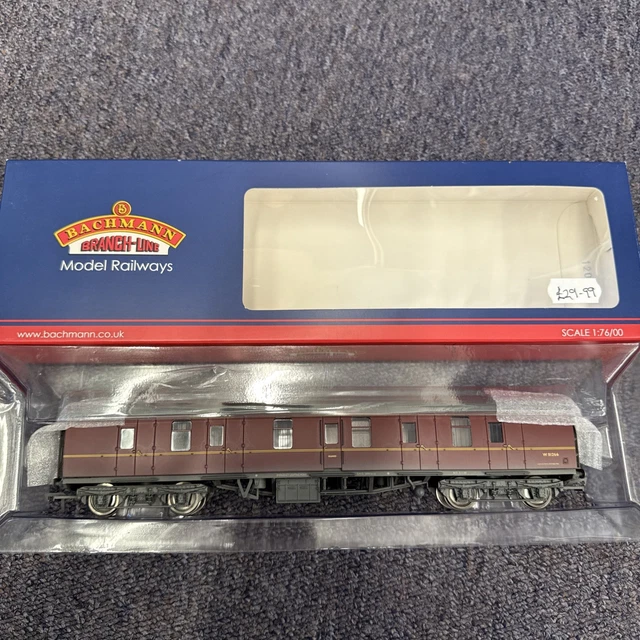 BACHMANN
BRANCH-LINE
Model Railways
£29-99
www.bachmann.co.uk
SCALE 1:76/00